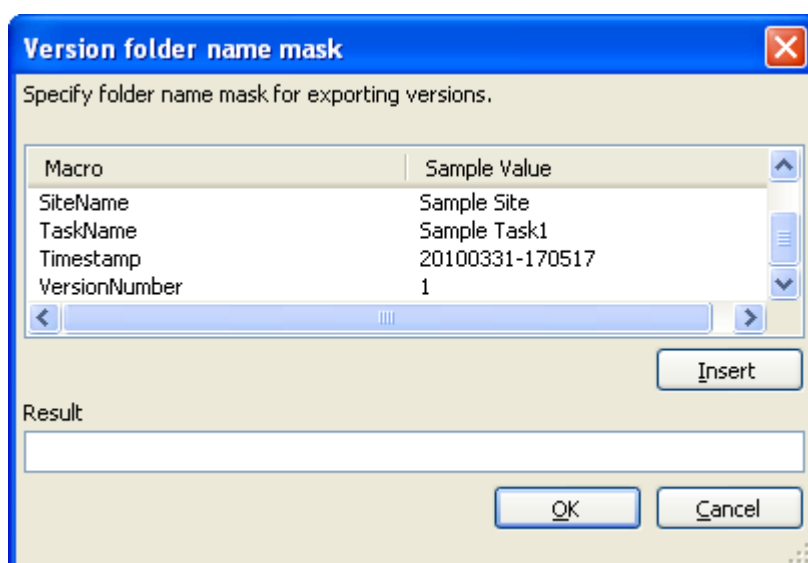 Version folder name mask
Specify folder name mask for exporting versions.
Macro Sample Value
SiteName Sample Site
TaskName Sample Task1
Timestamp 20100331-170517
VersionNumber 1
Insert
Result
OK Cancel